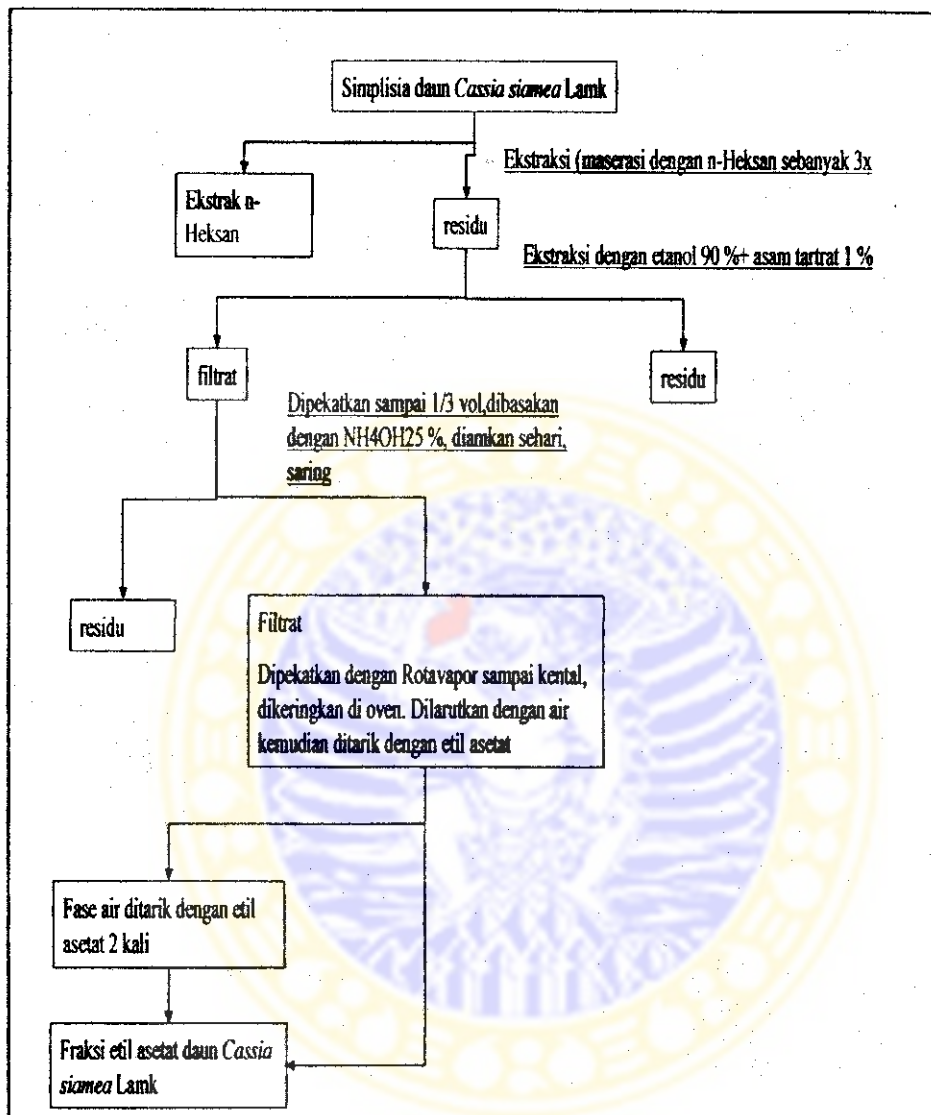 Simplisia daun Cassia siamea Lamk
Ekstraksi (maserasi dengan n-Heksan sebanyak 3x
Ekstrak n-
Heksan
residu
Ekstraksi dengan etanol 90 %+ asam tartrat 1 %
filtrat
residu
Dipekatkan sampai 1/3 vol,dibasakan
dengan NH4OH25 %, diamkan sehari,
saring
residu
Filtrat
Dipekatkan dengan Rotavapor sampai kental,
dikeringkan di oven. Dilarutkan dengan air
kemudian ditarik dengan etil asetat
Fase air ditarik dengan etil
asetat 2 kali
Fraksi etil asetat daun Cassia
siamea Lamk